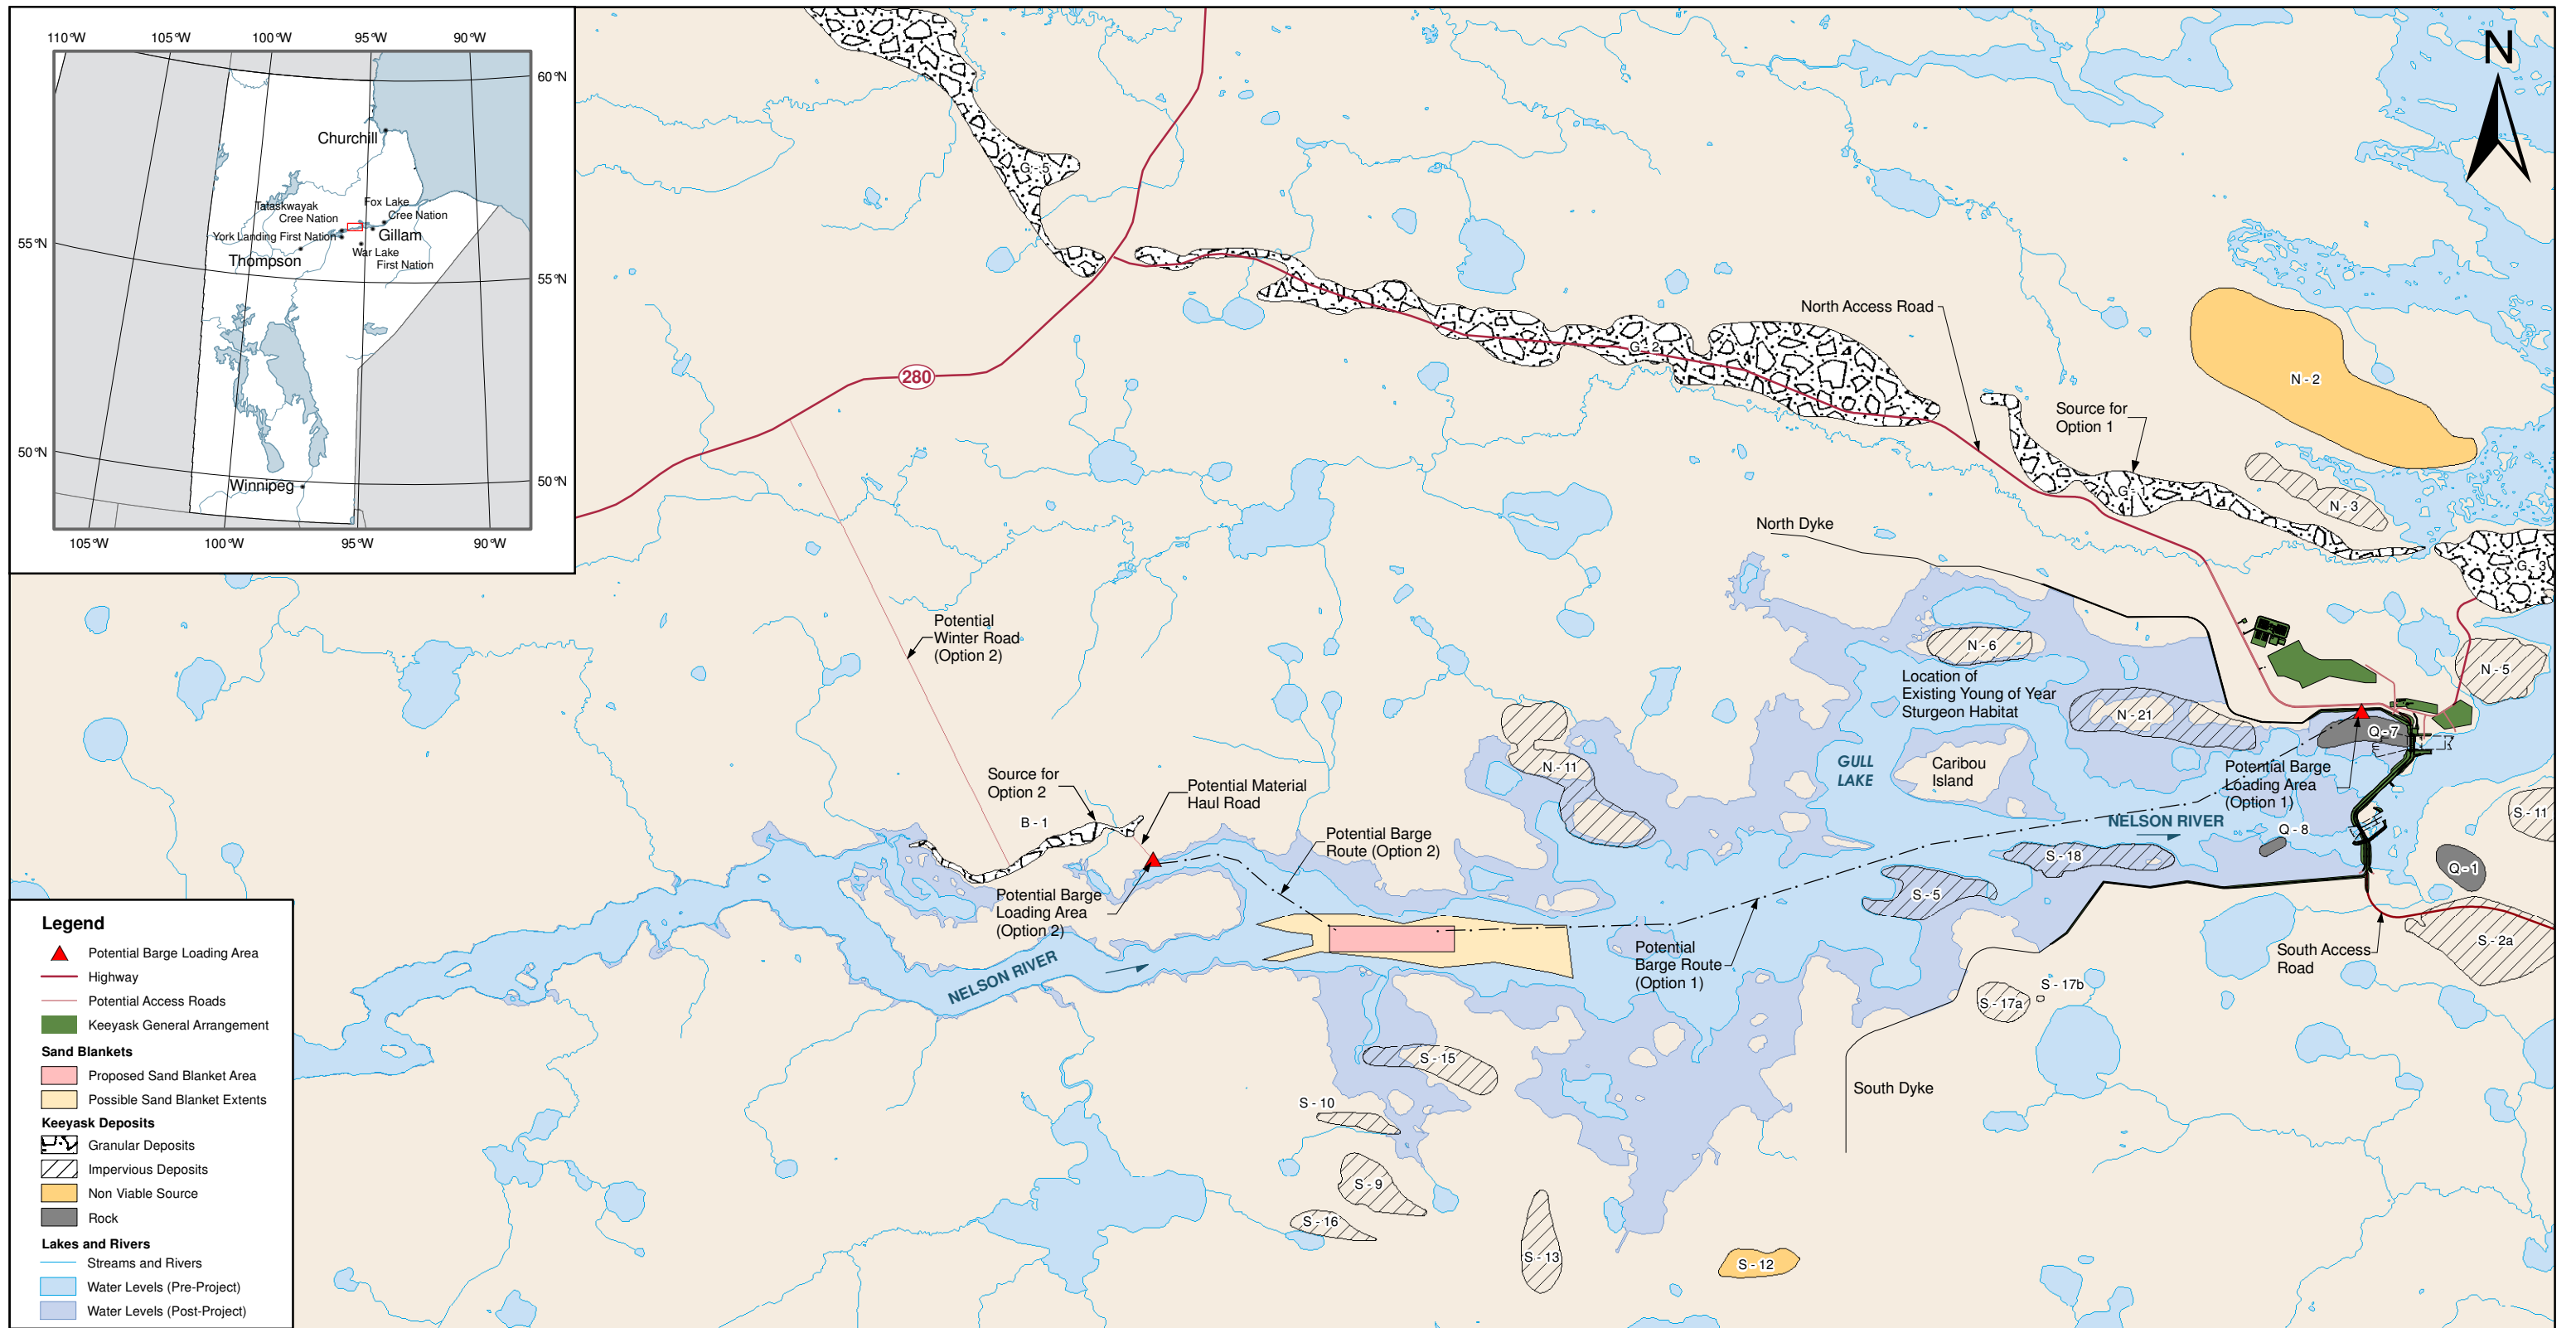 110°W
105°W
100°W
95°W
90°W
60°N
55°N
55°N
50°N
50°N
105°W
100°W
95°W
90°W
Churchill
Tataskwayak
Cree Nation
Fox Lake
Cree Nation
York Landing First Nation
Gillam
War Lake
First Nation
Thompson
Winnipeg
N
G - 5
280
G - 2
North Access Road
Source for
Option 1
N - 2
G - 1
N - 3
G - 3
North Dyke
Potential
Winter Road
(Option 2)
N - 6
N - 5
Location of
Existing Young of Year
Sturgeon Habitat
N - 21
Q - 7
N - 11
GULL
LAKE
Caribou
Island
Potential Barge
Loading Area
(Option 1)
Source for
Option 2
Potential Material
Haul Road
B - 1
Potential Barge
Route (Option 2)
NELSON RIVER
Q - 8
S - 11
S - 18
Q - 1
S - 5
Potential Barge
Loading Area
(Option 2)
NELSON RIVER
Potential
Barge Route
(Option 1)
South Access
Road
S - 2a
S - 17b
S - 17a
S - 15
South Dyke
S - 10
S - 9
S - 16
S - 13
S - 12
Legend
Potential Barge Loading Area
Highway
Potential Access Roads
Keeyask General Arrangement
Sand Blankets
Proposed Sand Blanket Area
Possible Sand Blanket Extents
Keeyask Deposits
Granular Deposits
Impervious Deposits
Non Viable Source
Rock
Lakes and Rivers
Streams and Rivers
Water Levels (Pre-Project)
Water Levels (Post-Project)